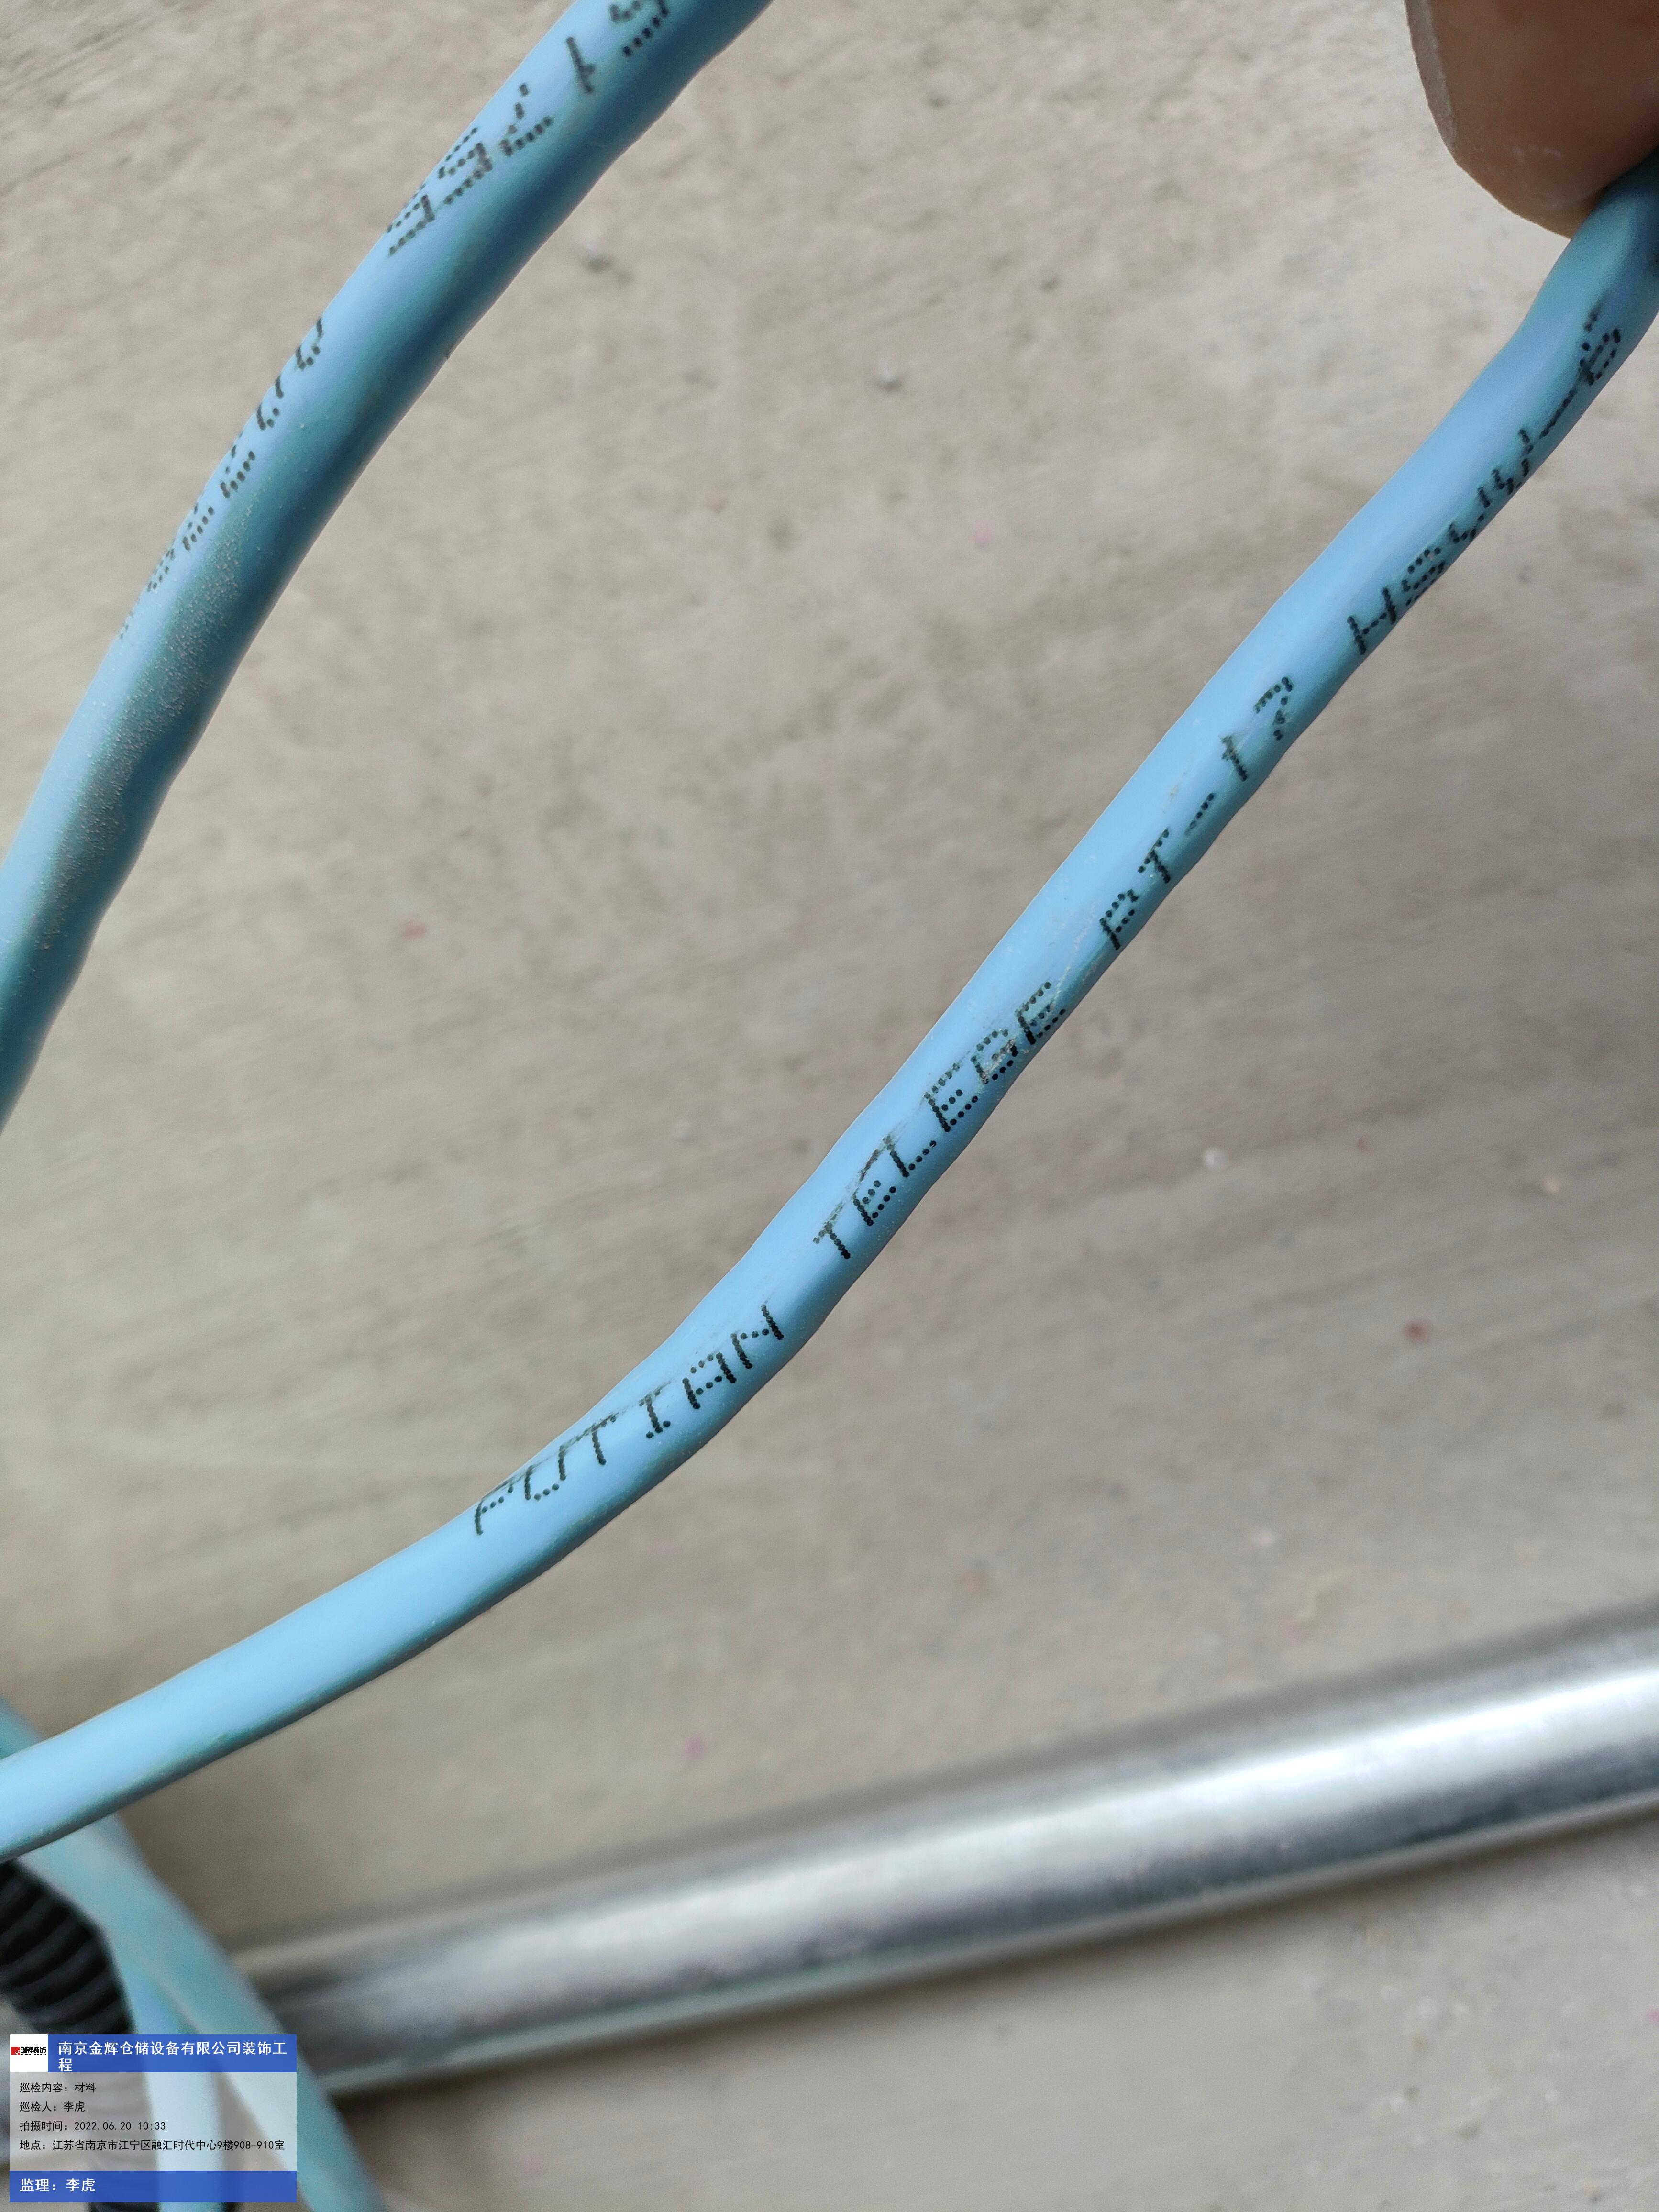 PUTIAN TELEGE PT-17 HSYV-6
南京金辉仓储设备有限公司装饰工
程
巡检内容：材料
巡检人：李虎
拍摄时间：2022.06.20 10:33
地点：江苏省南京市江宁区融汇时代中心9楼908-910室
监理：李虎